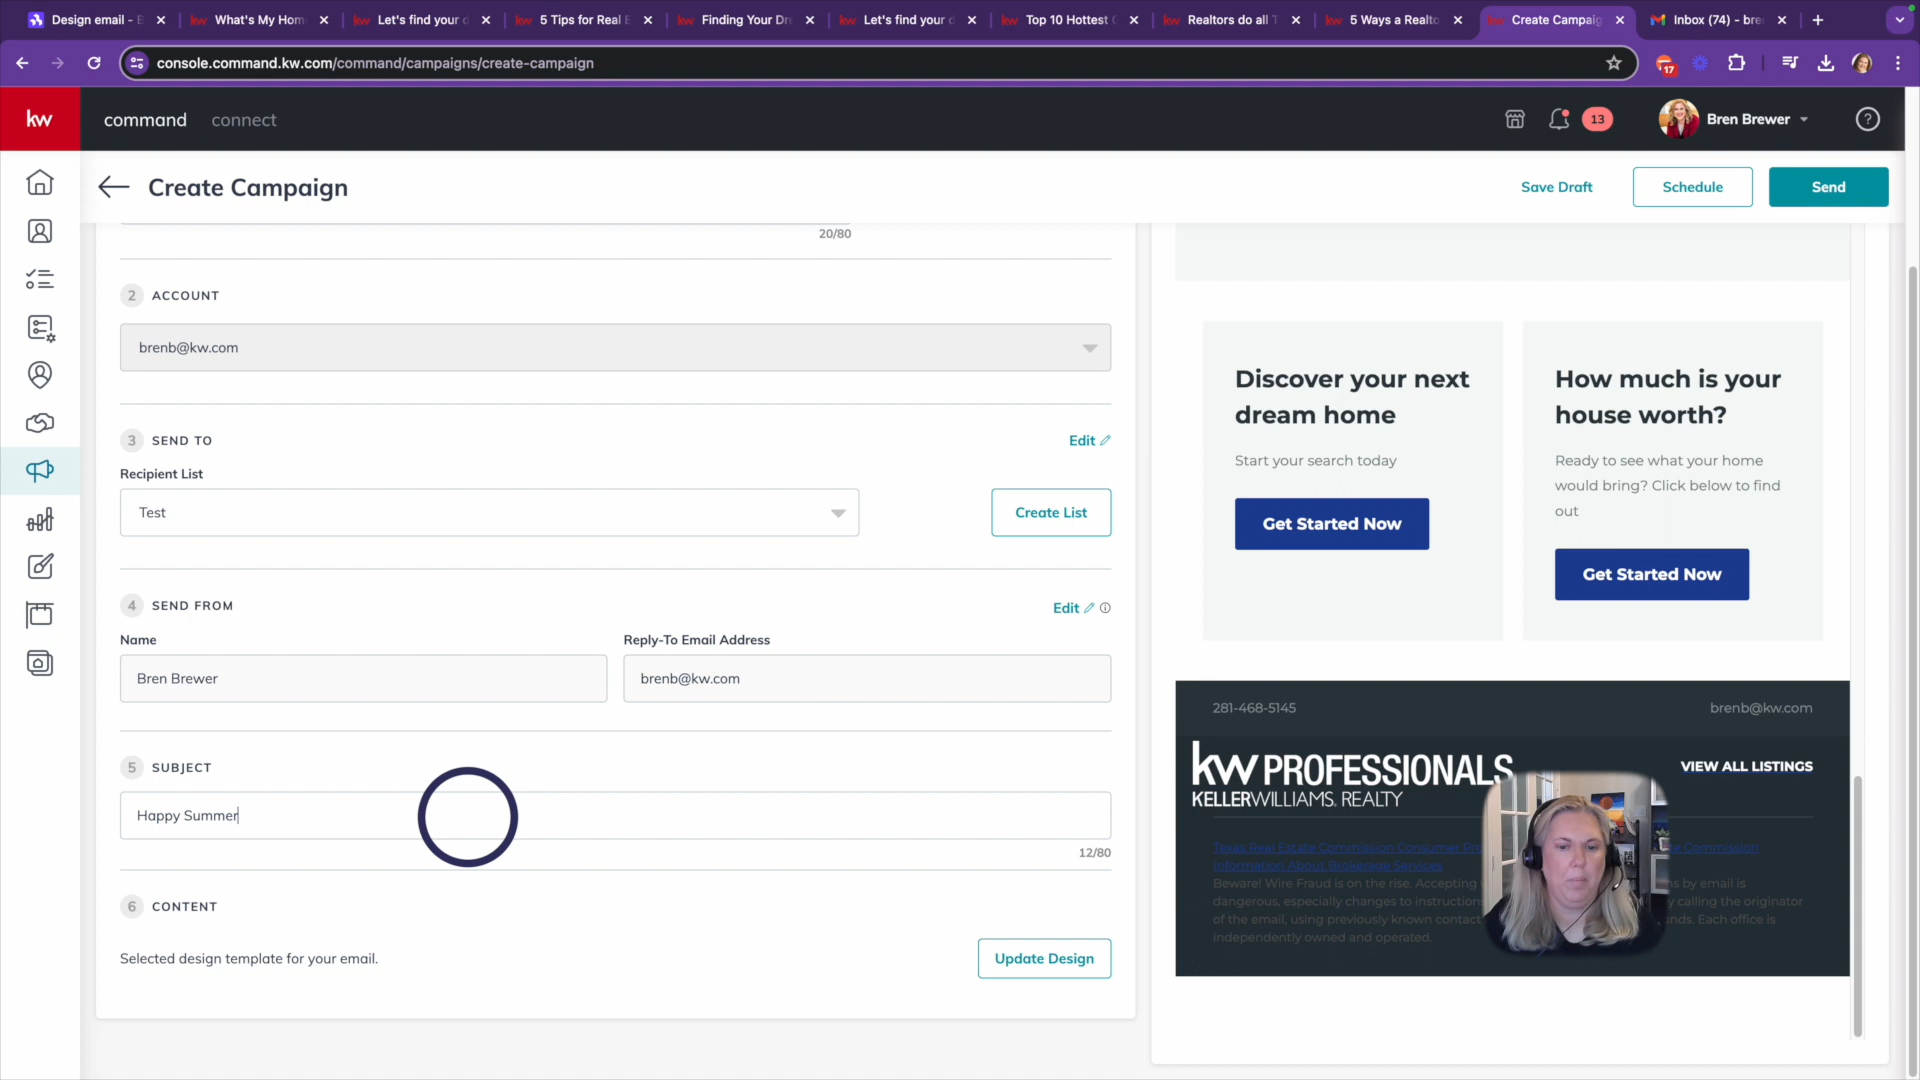 Design email - B
What's My Hom
Let's find your d
5 Tips for Real E
Finding Your Dre
Let's find your d
Top 10 Hottest C
Realtors do all T
5 Ways a Realto
Create Campaig
Inbox (74) - bre
console.command.kw.com/command/campaigns/create-campaign
17
kw
command
connect
13
Bren Brewer
Create Campaign
Save Draft
Schedule
Send
20/80
2 ACCOUNT
brenb@kw.com
3 SEND TO
Edit
Recipient List
Test
Create List
4 SEND FROM
Edit
Name
Reply-To Email Address
Bren Brewer
brenb@kw.com
5 SUBJECT
Happy Summer
12/80
6 CONTENT
Selected design template for your email.
Update Design
Discover your next
dream home
Start your search today
Get Started Now
How much is your
house worth?
Ready to see what your home
would bring? Click below to find
out
Get Started Now
281-468-5145
brenb@kw.com
kw PROFESSIONALS
KELLERWILLIAMS. REALTY
VIEW ALL LISTINGS
Texas Real Estate Commission Consumer Pro
e Commission
Information About Brokerage Services
Beware! Wire Fraud is on the rise. Accepting
ns by email is
dangerous, especially changes to instruction
y calling the originator
of the email, using previously known contact
nds. Each office is
independently owned and operated.